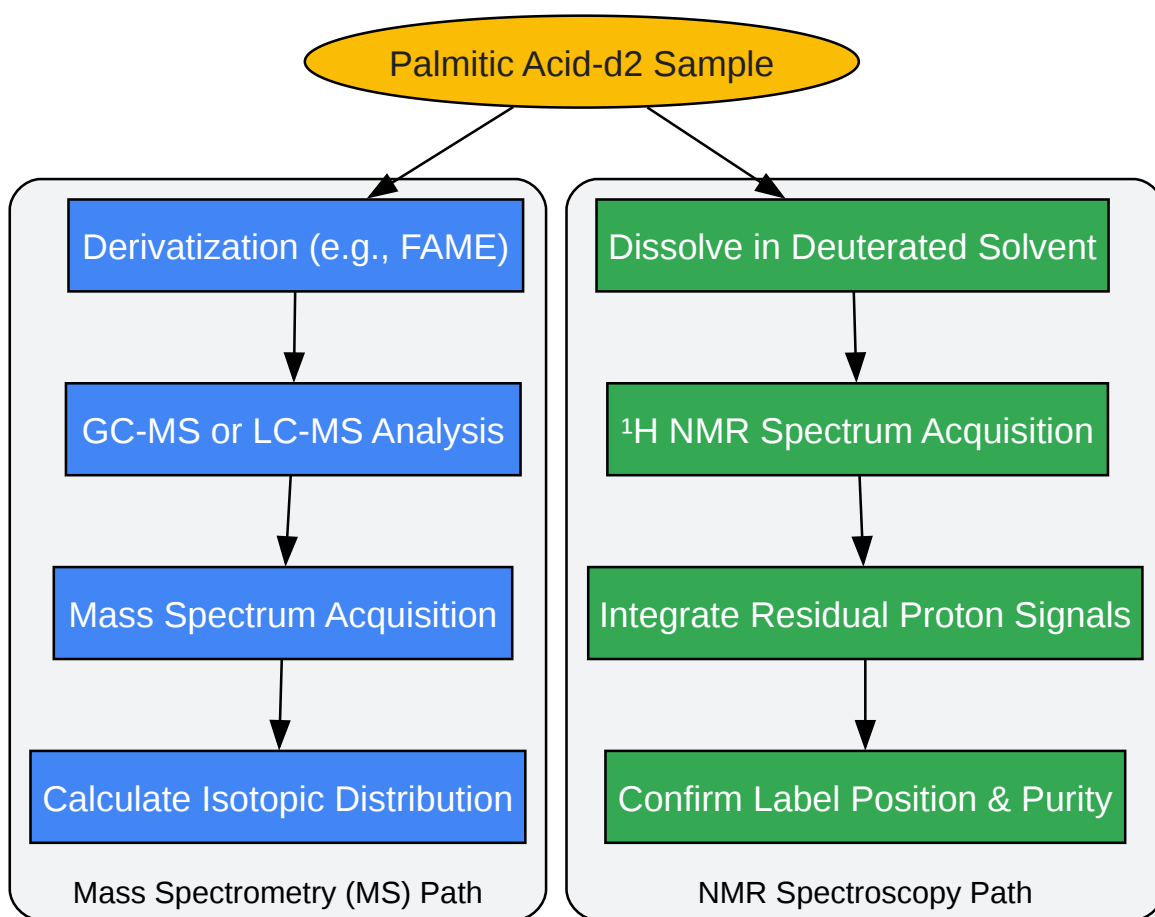 Palmitic Acid-d2 Sample
Derivatization (e.g., FAME)
GC-MS or LC-MS Analysis
Mass Spectrum Acquisition
Calculate Isotopic Distribution
Mass Spectrometry (MS) Path
Dissolve in Deuterated Solvent
¹H NMR Spectrum Acquisition
Integrate Residual Proton Signals
Confirm Label Position & Purity
NMR Spectroscopy Path